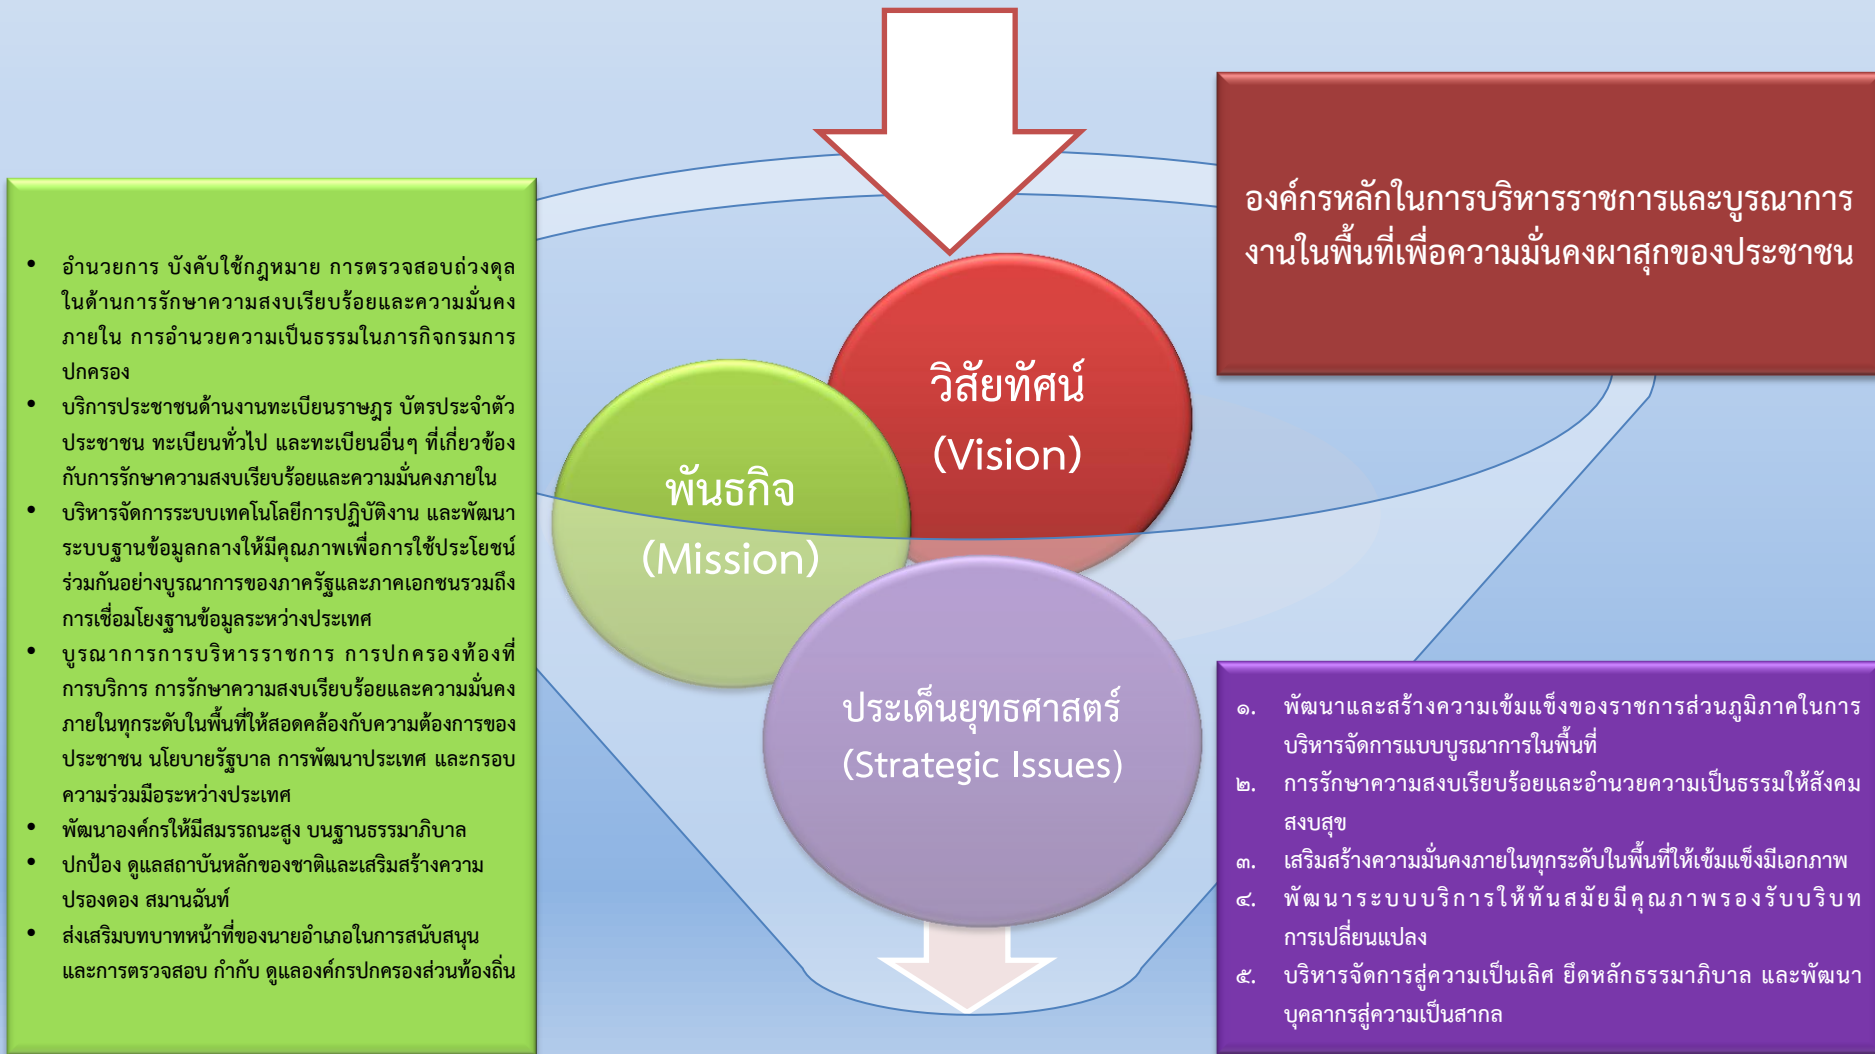 องค์กรหลักในการบริหารราชการและบูรณาการ
งานในพื้นที่เพื่อความมั่นคงผาสุกของประชาชน
• อำนวยการ บังคับใช้กฎหมาย การตรวจสอบถ่วงดุล
ในด้านการรักษาความสงบเรียบร้อยและความมั่นคง
ภายใน การอำนวยความเป็นธรรมในภารกิจกรมการ
ปกครอง
• บริการประชาชนด้านงานทะเบียนราษฎร บัตรประจำตัว
ประชาชน ทะเบียนทั่วไป และทะเบียนอื่นๆ ที่เกี่ยวข้อง
กับการรักษาความสงบเรียบร้อยและความมั่นคงภายใน
• บริหารจัดการระบบเทคโนโลยีการปฏิบัติงาน และพัฒนา
ระบบฐานข้อมูลกลางให้มีคุณภาพเพื่อการใช้ประโยชน์
ร่วมกันอย่างบูรณาการของภาครัฐและภาคเอกชนรวมถึง
การเชื่อมโยงฐานข้อมูลระหว่างประเทศ
• บูรณาการการบริหารราชการ การปกครองท้องที่
การบริการ การรักษาความสงบเรียบร้อยและความมั่นคง
ภายในทุกระดับในพื้นที่ให้สอดคล้องกับความต้องการของ
ประชาชน นโยบายรัฐบาล การพัฒนาประเทศ และกรอบ
ความร่วมมือระหว่างประเทศ
• พัฒนาองค์กรให้มีสมรรถนะสูง บนฐานธรรมาภิบาล
• ปกป้อง ดูแลสถาบันหลักของชาติและเสริมสร้างความ
ปรองดอง สมานฉันท์
• ส่งเสริมบทบาทหน้าที่ของนายอำเภอในการสนับสนุน
และการตรวจสอบ กำกับ ดูแลองค์กรปกครองส่วนท้องถิ่น
วิสัยทัศน์
(Vision)
พันธกิจ
(Mission)
ประเด็นยุทธศาสตร์
(Strategic Issues)
๑. พัฒนาและสร้างความเข้มแข็งของราชการส่วนภูมิภาคในการ
บริหารจัดการแบบบูรณาการในพื้นที่
๒. การรักษาความสงบเรียบร้อยและอำนวยความเป็นธรรมให้สังคม
สงบสุข
๓. เสริมสร้างความมั่นคงภายในทุกระดับในพื้นที่ให้เข้มแข็งมีเอกภาพ
๔. พัฒนาระบบบริการให้ทันสมัยมีคุณภาพรองรับบริบท
การเปลี่ยนแปลง
๕. บริหารจัดการสู่ความเป็นเลิศ ยึดหลักธรรมาภิบาล และพัฒนา
บุคลากรสู่ความเป็นสากล